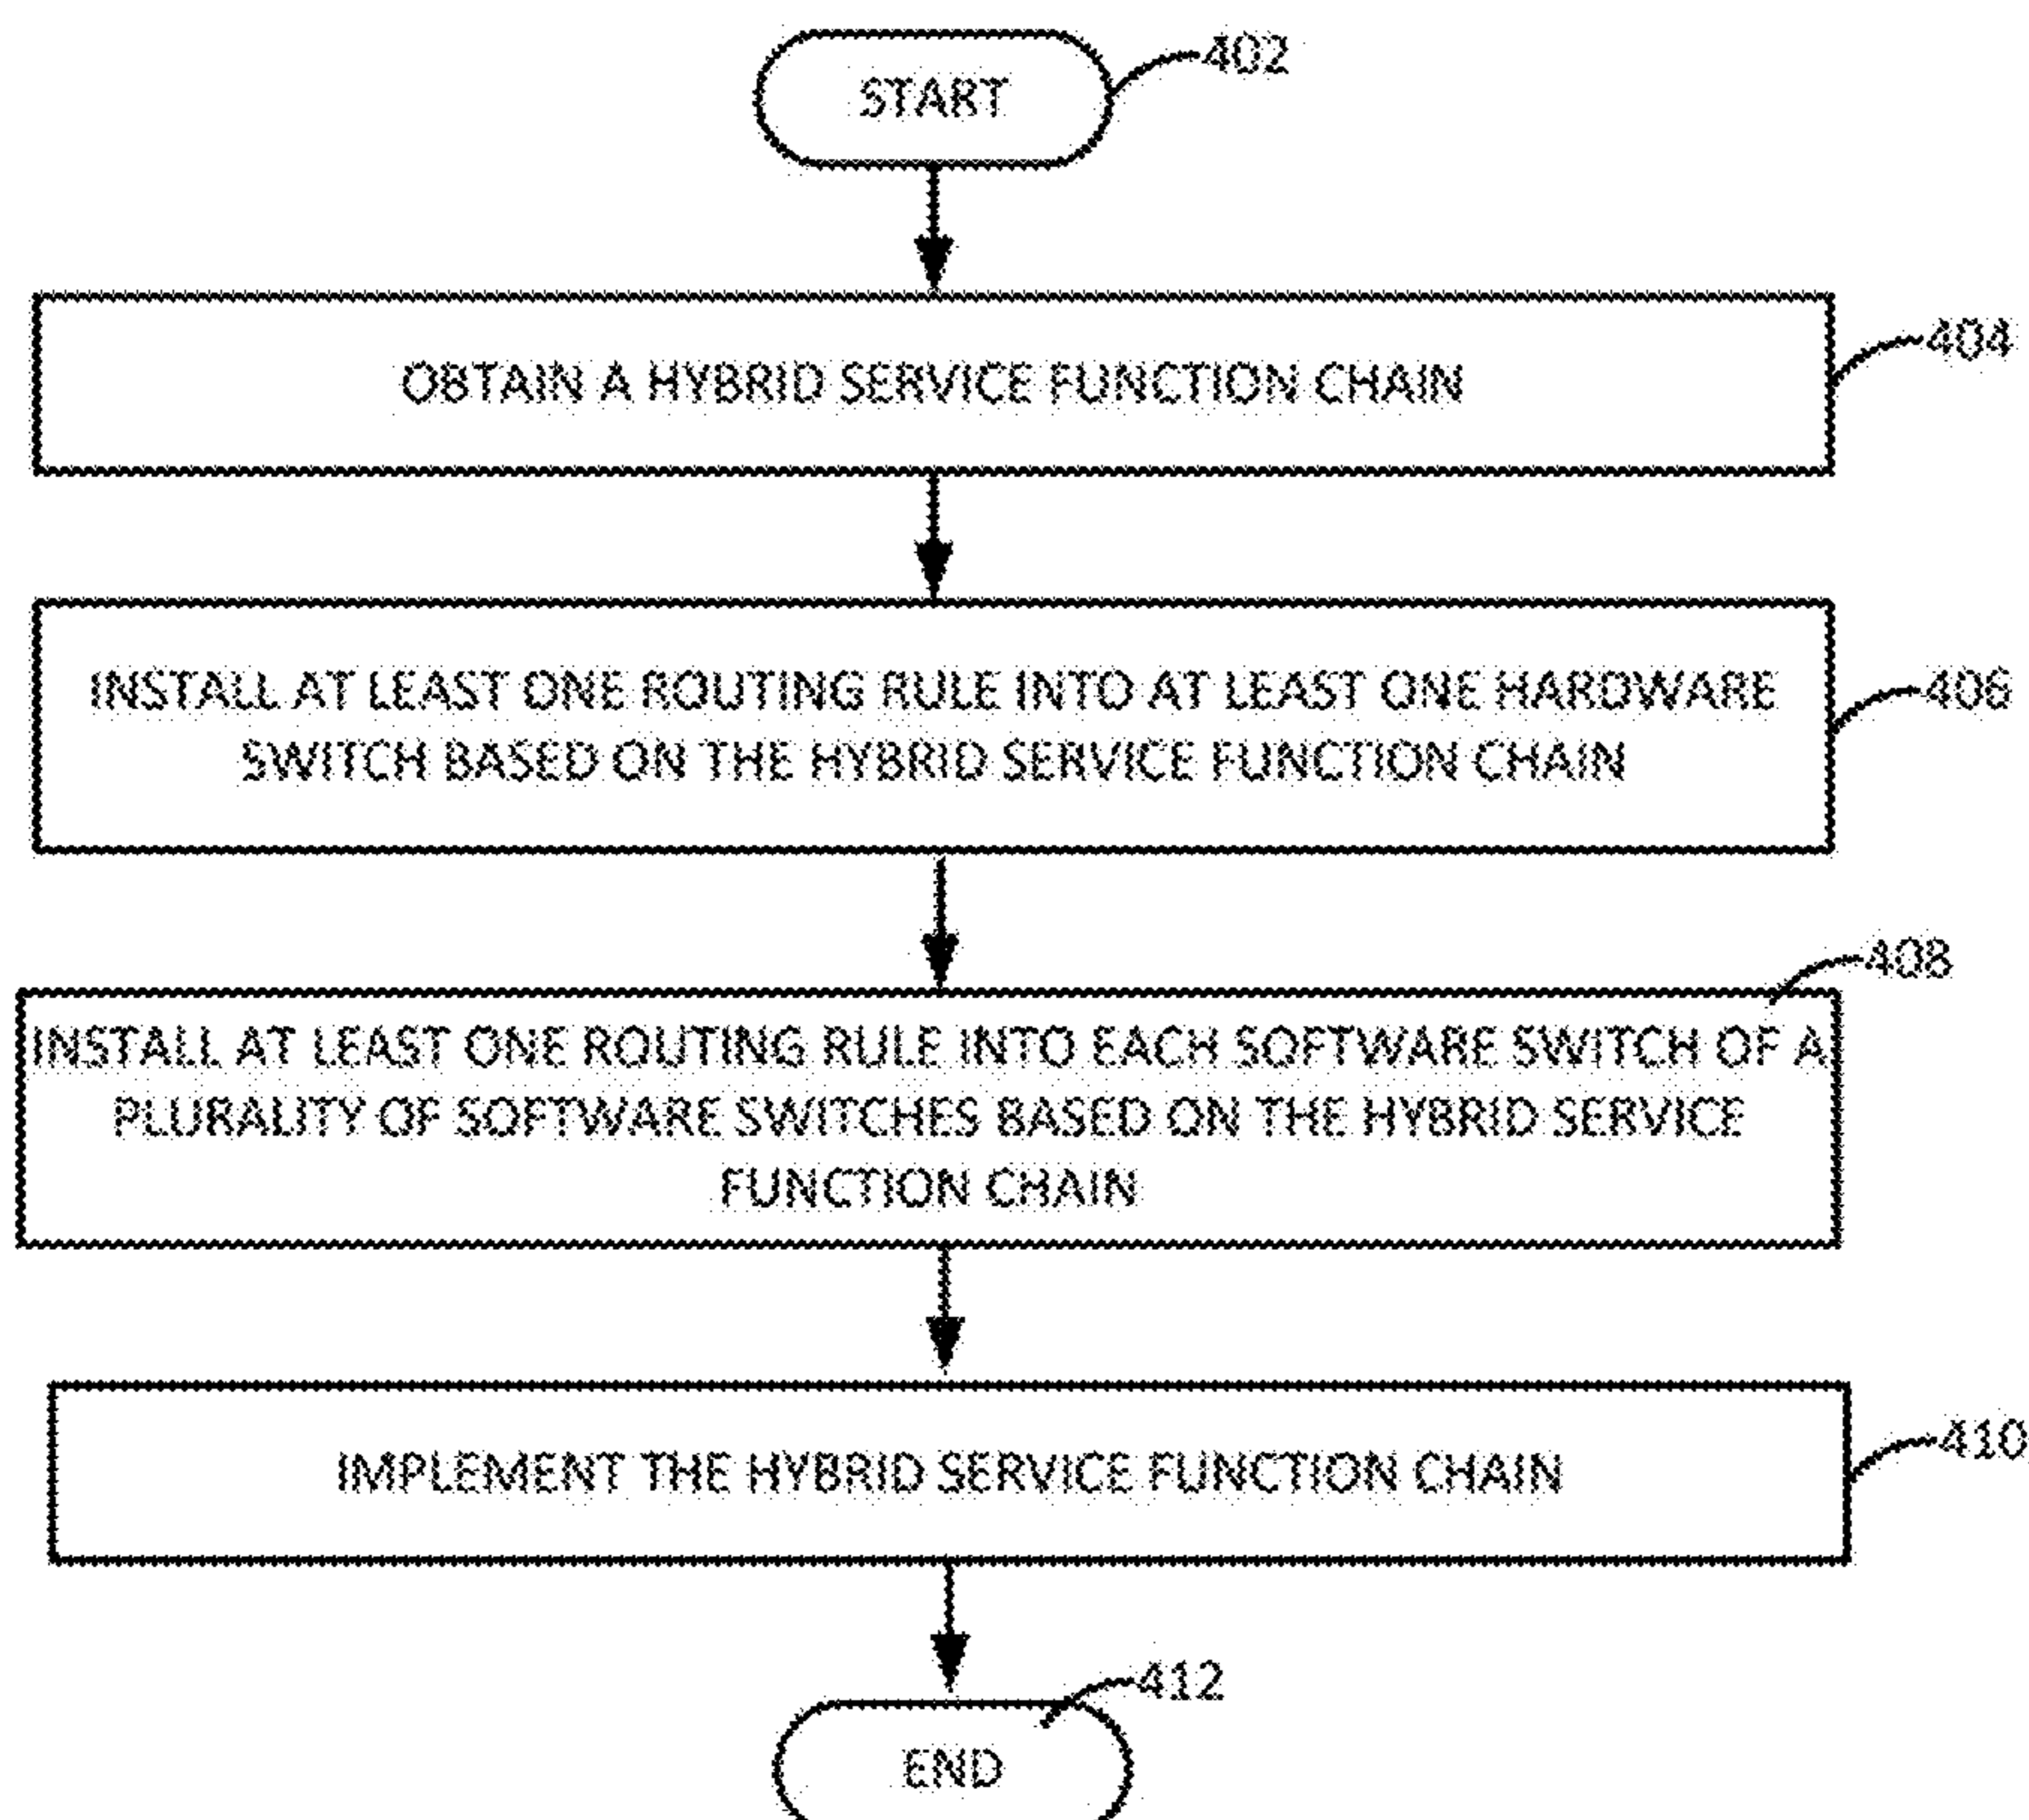 START
402
OBTAIN A HYBRID SERVICE FUNCTION CHAIN
404
INSTALL AT LEAST ONE ROUTING RULE INTO AT LEAST ONE HARDWARE
SWITCH BASED ON THE HYBRID SERVICE FUNCTION CHAIN
406
408
INSTALL AT LEAST ONE ROUTING RULE INTO EACH SOFTWARE SWITCH OF A
PLURALITY OF SOFTWARE SWITCHES BASED ON THE HYBRID SERVICE
FUNCTION CHAIN
IMPLEMENT THE HYBRID SERVICE FUNCTION CHAIN
410
412
END